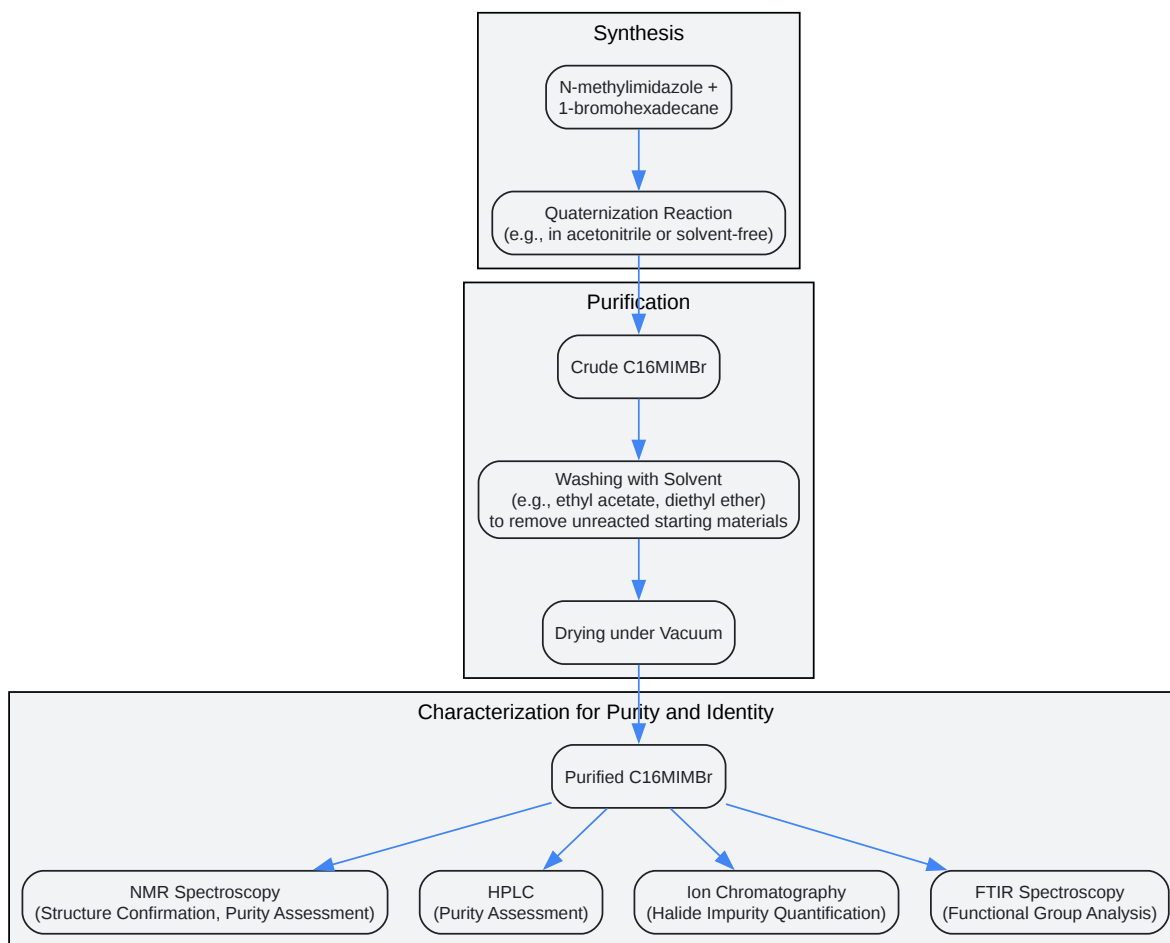 Synthesis
N-methylimidazole +
1-bromohexadecane
Quaternization Reaction
(e.g., in acetonitrile or solvent-free)
Purification
Crude C16MIMBr
Washing with Solvent
(e.g., ethyl acetate, diethyl ether)
to remove unreacted starting materials
Drying under Vacuum
Characterization for Purity and Identity
Purified C16MIMBr
NMR Spectroscopy
(Structure Confirmation, Purity Assessment)
HPLC
(Purity Assessment)
Ion Chromatography
(Halide Impurity Quantification)
FTIR Spectroscopy
(Functional Group Analysis)